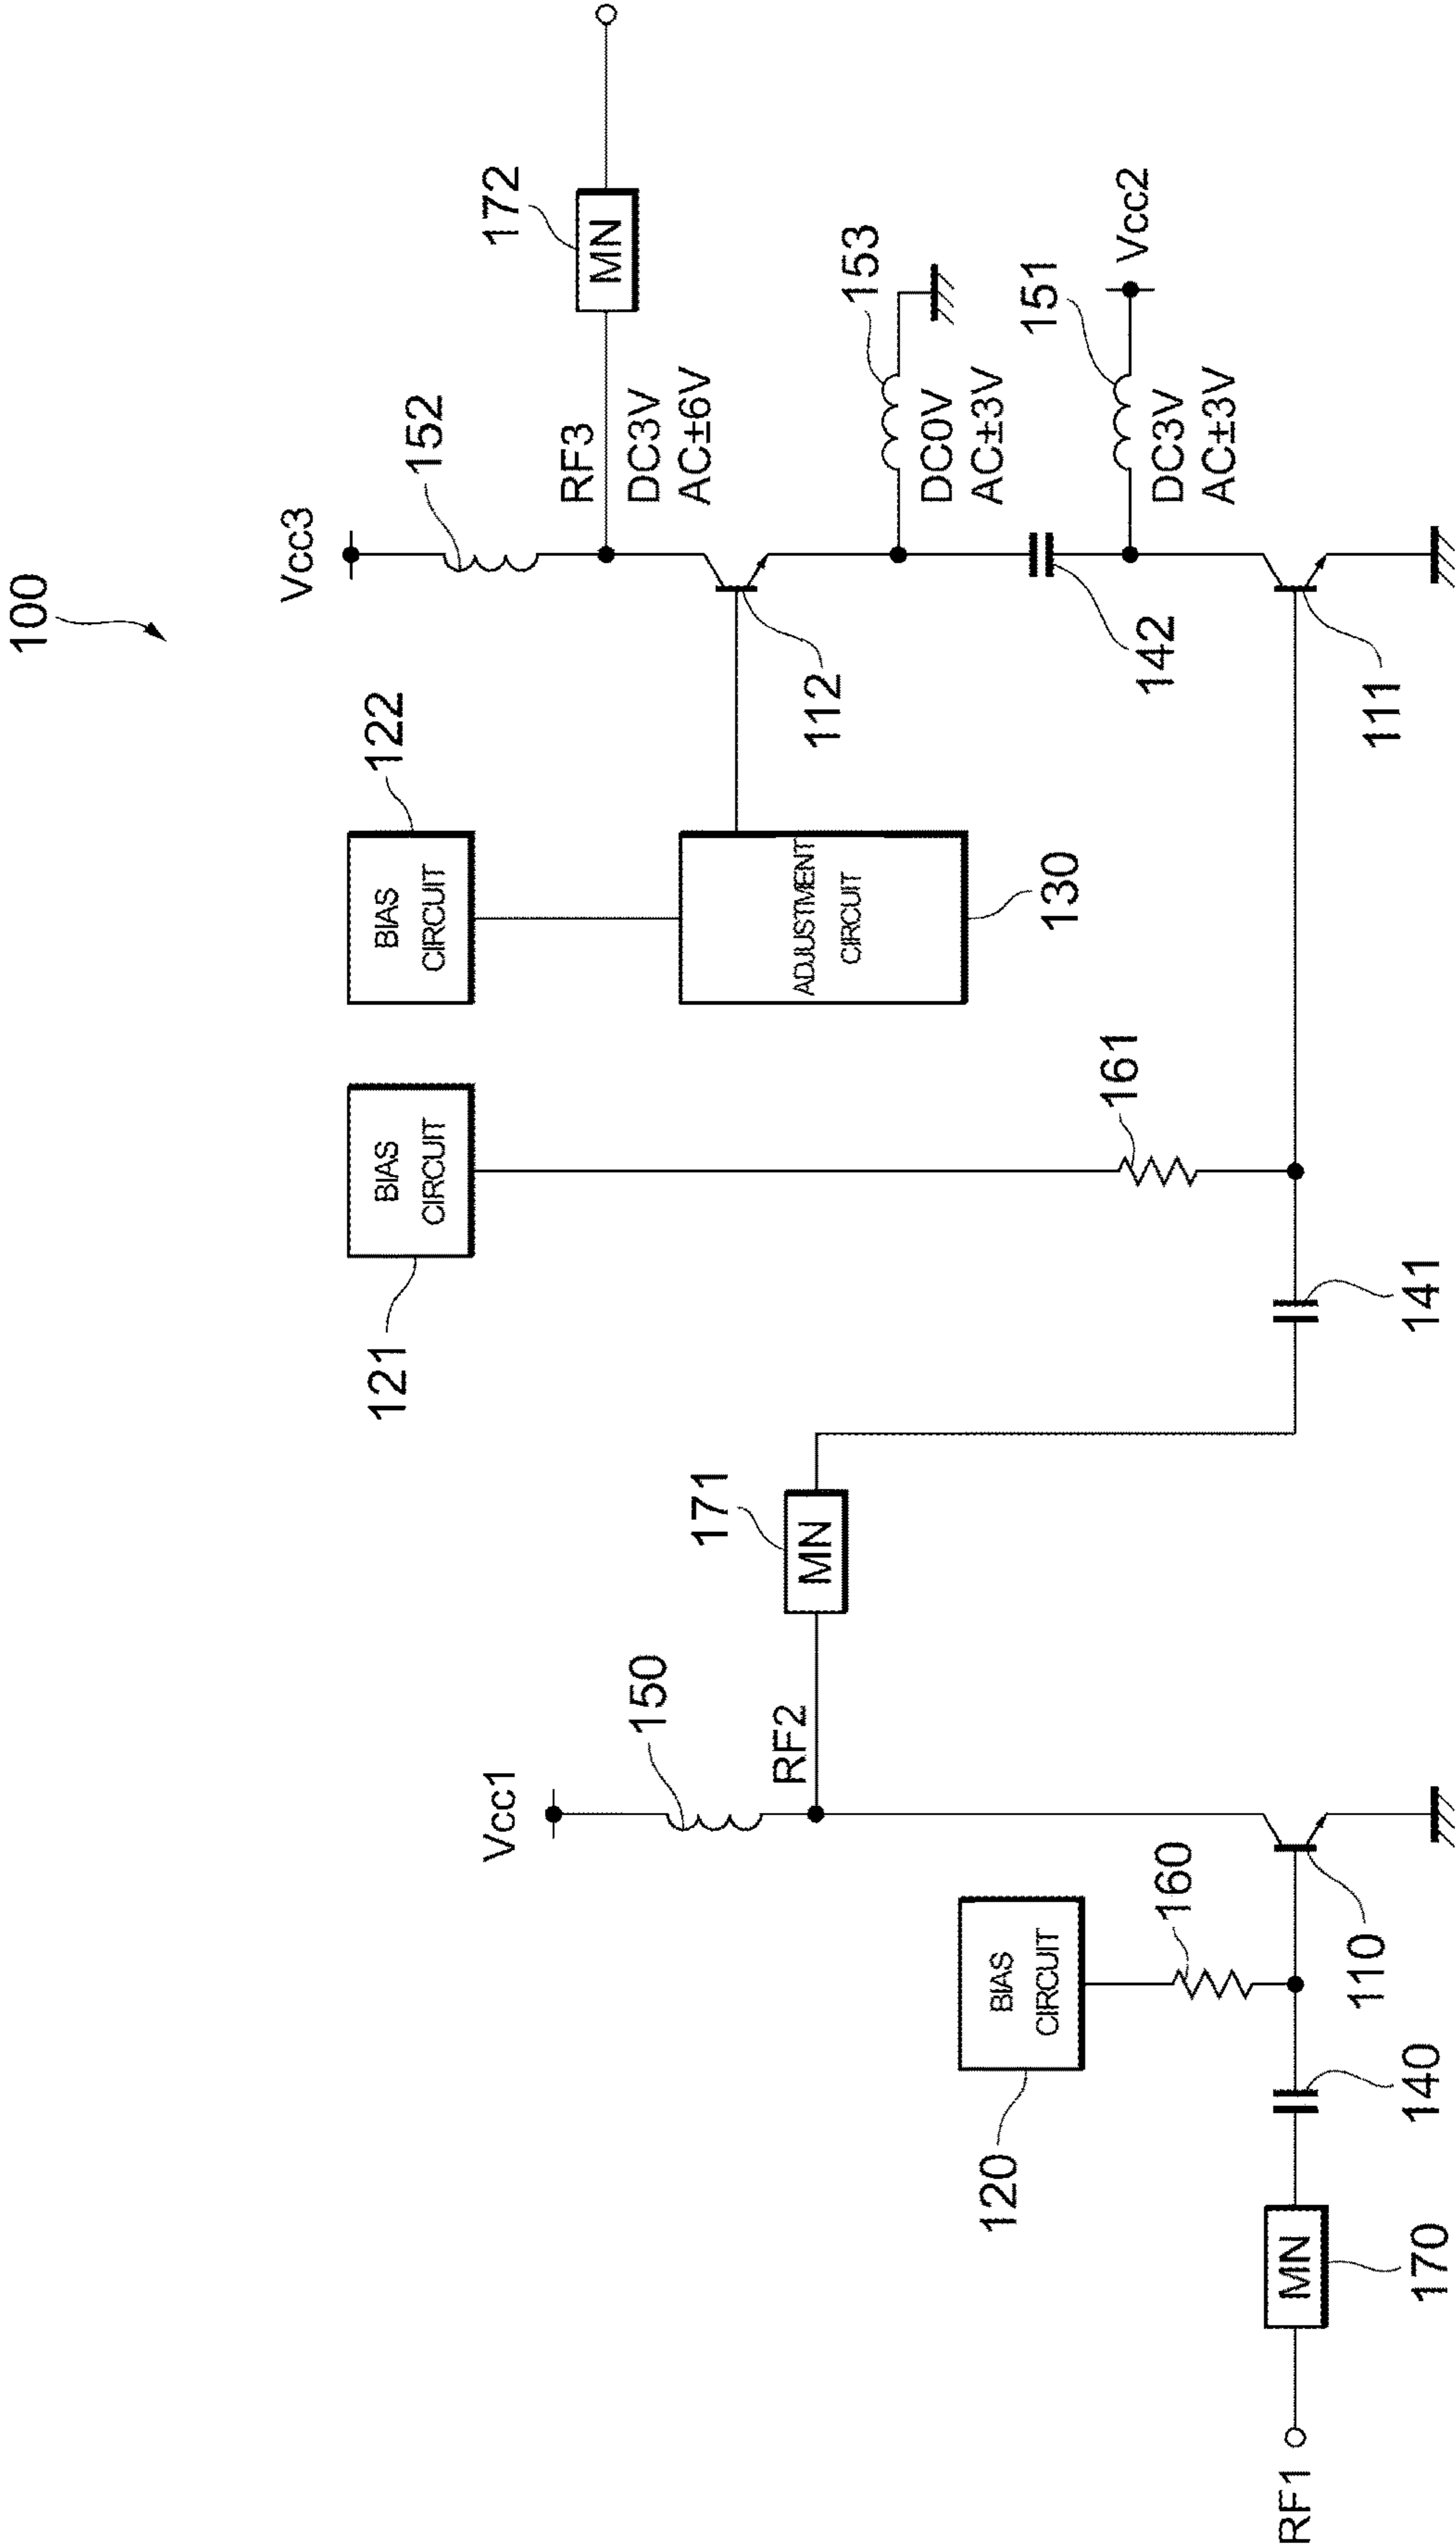 100
Vcc3
152
RF3
DC3V
AC±6V
172
MN
122
BIAS
CIRCUIT
112
153
DC0V
AC±3V
121
BIAS
CIRCUIT
ADJUSTMENT
CIRCUIT
130
142
151
DC3V
AC±3V
Vcc2
161
111
141
171
MN
Vcc1
150
RF2
120
BIAS
CIRCUIT
160
110
140
RF1
MN
170